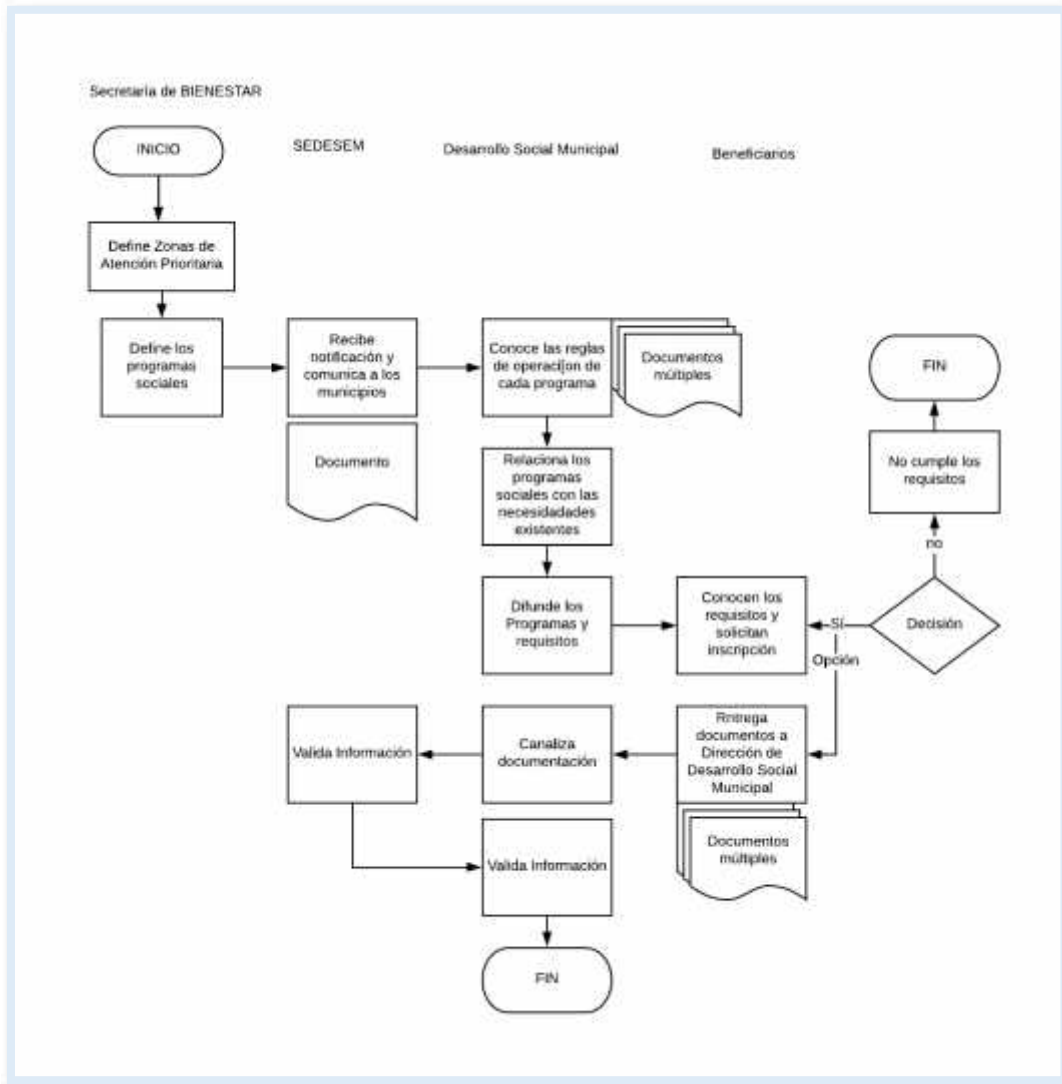 Secretaría de BIENESTAR
INICIO
SEDESEM
Desarrollo Social Municipal
Beneficiarios
Define Zonas de
Atención Prioritaria
Define los
programas
sociales
Recibe
notificación y
comunica a los
municipios
Documento
Conoce las reglas
de operaci[on de
cada programa
Documentos
múltiples
FIN
Relaciona los
programas
sociales con las
necesidadades
existentes
No cumple los
requisitos
no
Difunde los
Programas y
requisitos
Conocen los
requisitos y
solicitan
inscripción
Sí
Decisión
Opción
Valida Información
Canaliza
documentación
Rntrega
documentos a
Dirección de
Desarrollo Social
Municipal
Documentos
múltiples
Valida Información
FIN